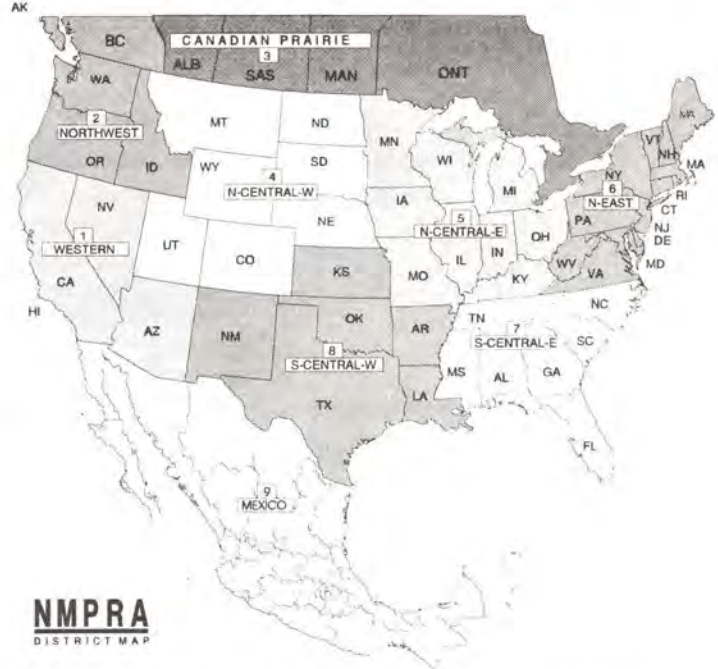 AK
BC
CANADIAN PRAIRIE
3
ALB
SAS
MAN
ONT
WA
2
NORTHWEST
OR
ID
MT
ND
MN
WY
SD
4
N-CENTRAL-W
NE
WI
MI
IA
5
N-CENTRAL-E
IL
IN
OH
MO
KY
VT
NH
MA
NY
6
N-EAST
RI
CT
PA
NJ
DE
MD
WV
VA
NV
1
WESTERN
CA
HI
UT
CO
KS
AZ
NM
OK
AR
8
S-CENTRAL-W
TX
LA
NC
TN
7
S-CENTRAL-E
SC
MS
AL
GA
FL
9
MEXICO
NMPRA
DISTRICT MAP